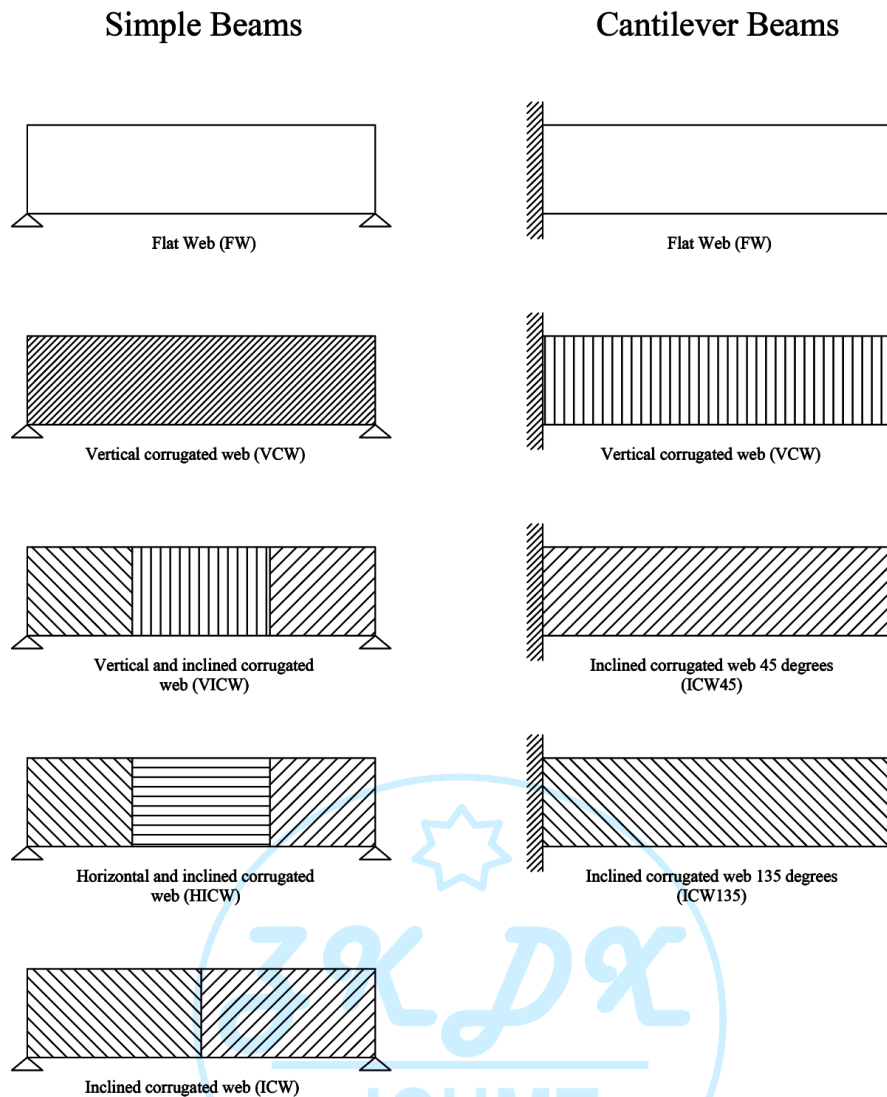 Simple Beams
Cantilever Beams
Flat Web (FW)
Flat Web (FW)
Vertical corrugated web (VCW)
Vertical corrugated web (VCW)
Vertical and inclined corrugated
web (VICW)
Inclined corrugated web 45 degrees
(ICW45)
Horizontal and inclined corrugated
web (HICW)
Inclined corrugated web 135 degrees
(ICW135)
ZKDX
Inclined corrugated web (ICW)